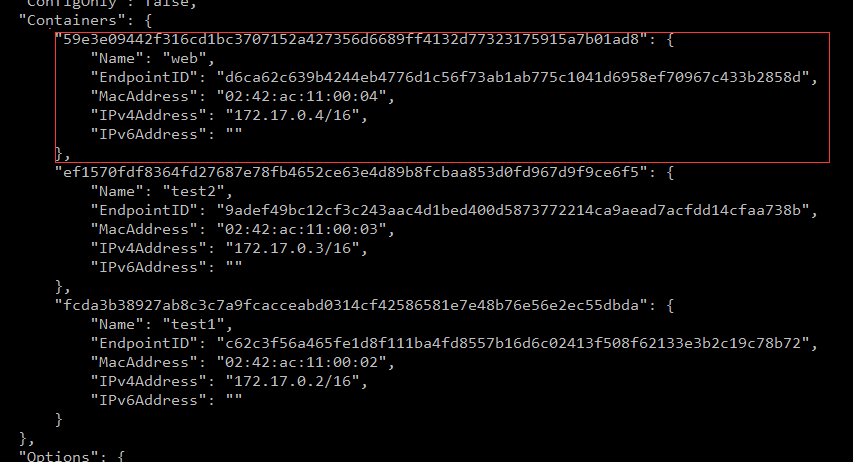 "ConfigOnly": false,
"Containers": {
"59e3e09442f316cd1bc3707152a427356d6689ff4132d77323175915a7b01ad8": {
"Name": "web",
"EndpointID": "d6ca62c639b4244eb4776d1c56f73ab1ab775c1041d6958ef70967c433b2858d",
"MacAddress": "02:42:ac:11:00:04",
"IPv4Address": "172.17.0.4/16",
"IPv6Address": ""
},
"ef1570fdf8364fd27687e78fb4652ce63e4d89b8fcbaa853d0fd967d9f9ce6f5": {
"Name": "test2",
"EndpointID": "9adef49bc12cf3c243aac4d1bed400d5873772214ca9aead7acfdd14cfaa738b",
"MacAddress": "02:42:ac:11:00:03",
"IPv4Address": "172.17.0.3/16",
"IPv6Address": ""
},
"fcda3b38927ab8c3c7a9fcacceabd0314cf42586581e7e48b76e56e2ec55dbda": {
"Name": "test1",
"EndpointID": "c62c3f56a465fe1d8f111ba4fd8557b16d6c02413f508f62133e3b2c19c78b72",
"MacAddress": "02:42:ac:11:00:02",
"IPv4Address": "172.17.0.2/16",
"IPv6Address": ""
}
},
"Options": {